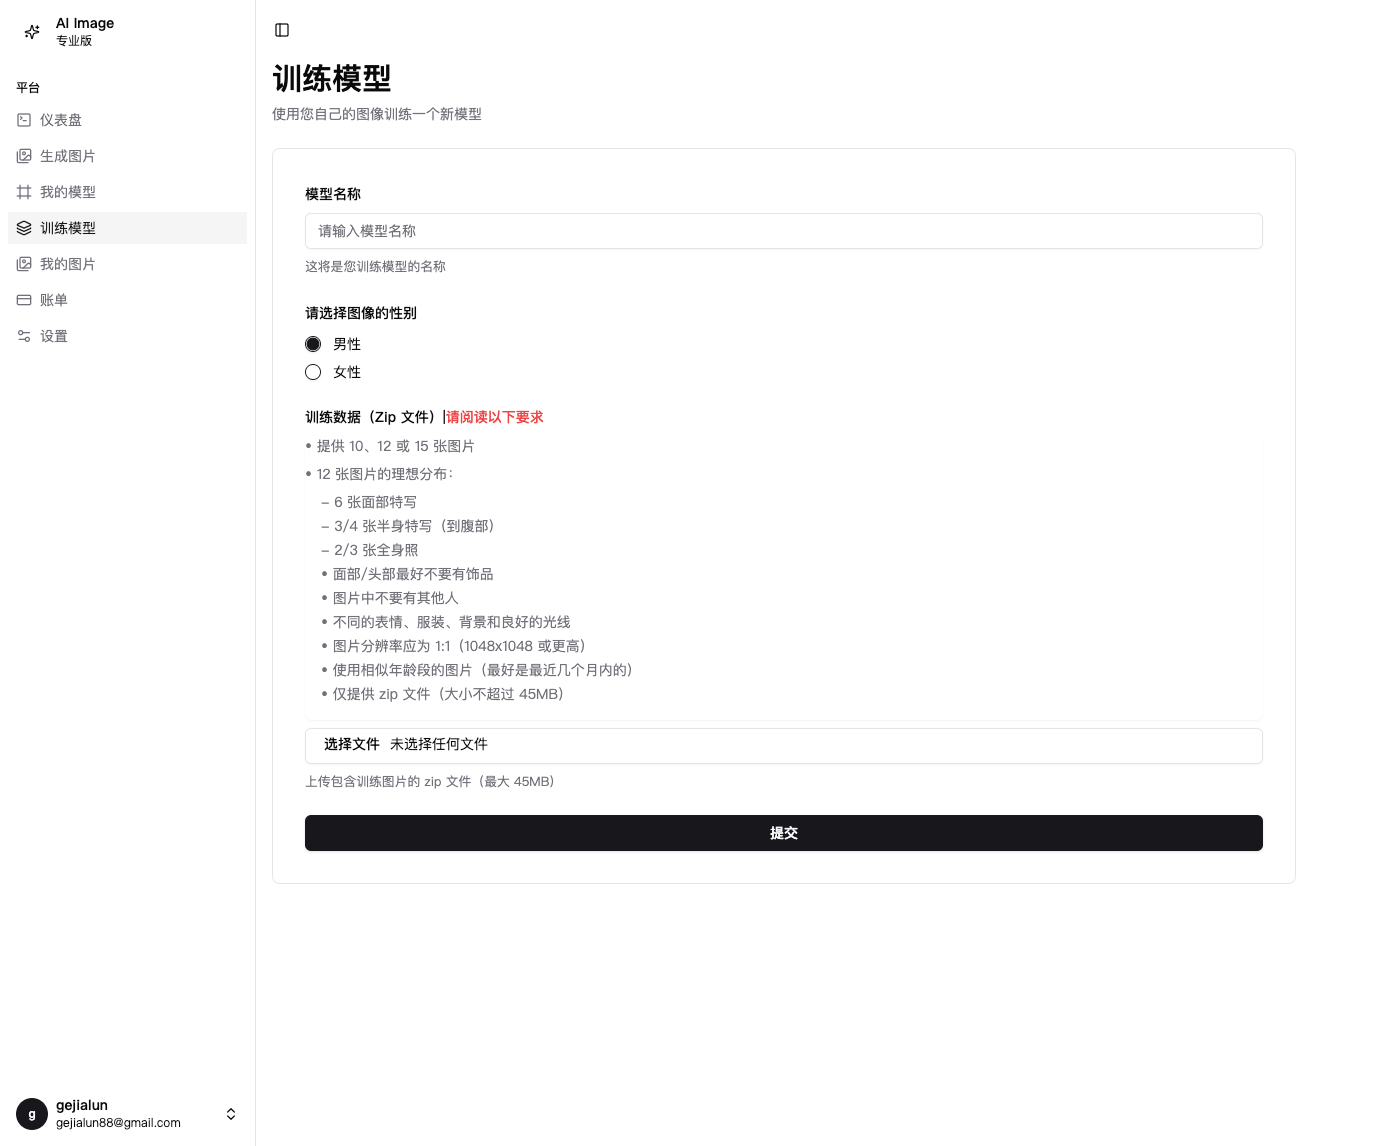 AI Image
专业版
平台
仪表盘
生成图片
我的模型
训练模型
我的图片
账单
设置
g
gejialun
gejialun88@gmail.com
训练模型
使用您自己的图像训练一个新模型
模型名称
请输入模型名称
这将是您训练模型的名称
请选择图像的性别
男性
女性
训练数据（Zip 文件）|请阅读以下要求
• 提供 10、12 或 15 张图片
• 12 张图片的理想分布：
– 6 张面部特写
– 3/4 张半身特写（到腹部）
– 2/3 张全身照
• 面部/头部最好不要有饰品
• 图片中不要有其他人
• 不同的表情、服装、背景和良好的光线
• 图片分辨率应为 1:1（1048x1048 或更高）
• 使用相似年龄段的图片（最好是最近几个月内的）
• 仅提供 zip 文件（大小不超过 45MB）
选择文件 未选择任何文件
上传包含训练图片的 zip 文件（最大 45MB）
提交